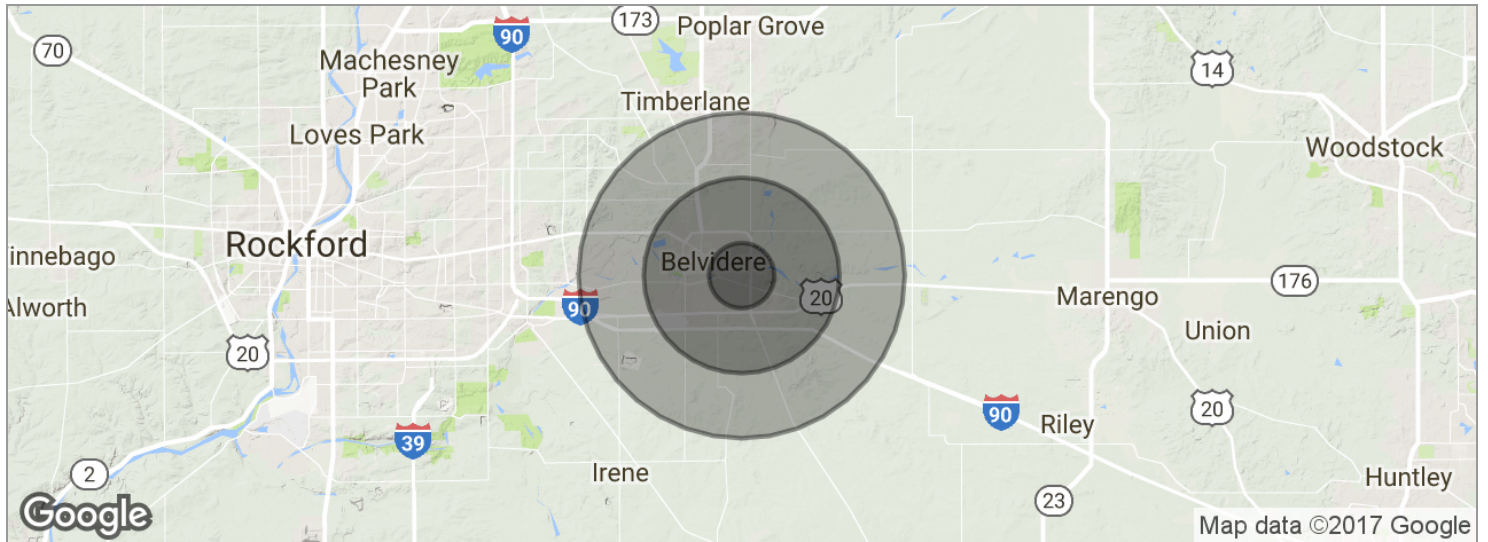 173
Poplar Grove
90
70
Machesney
Park
14
Timberlane
Loves Park
Woodstock
Rockford
innebago
Belvidere
176
Alworth
90
20
Marengo
Union
20
90
20
Riley
39
Irene
2
Huntley
23
Google
Map data ©2017 Google